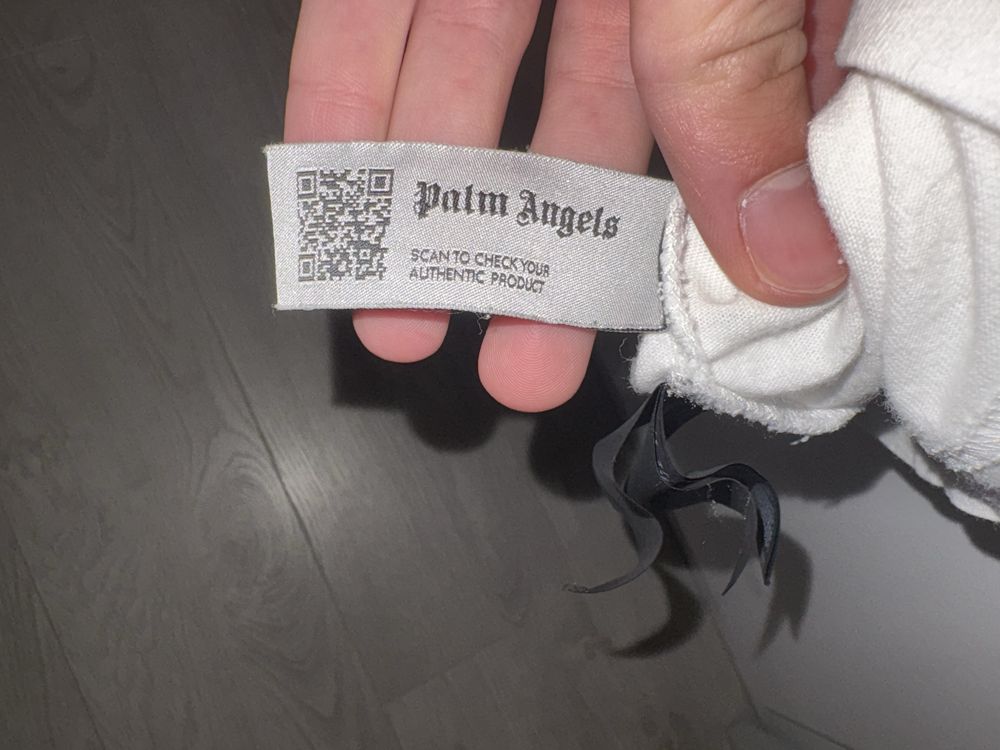 Palm Angels
SCAN TO CHECK YOUR
AUTHENTIC PRODUCT